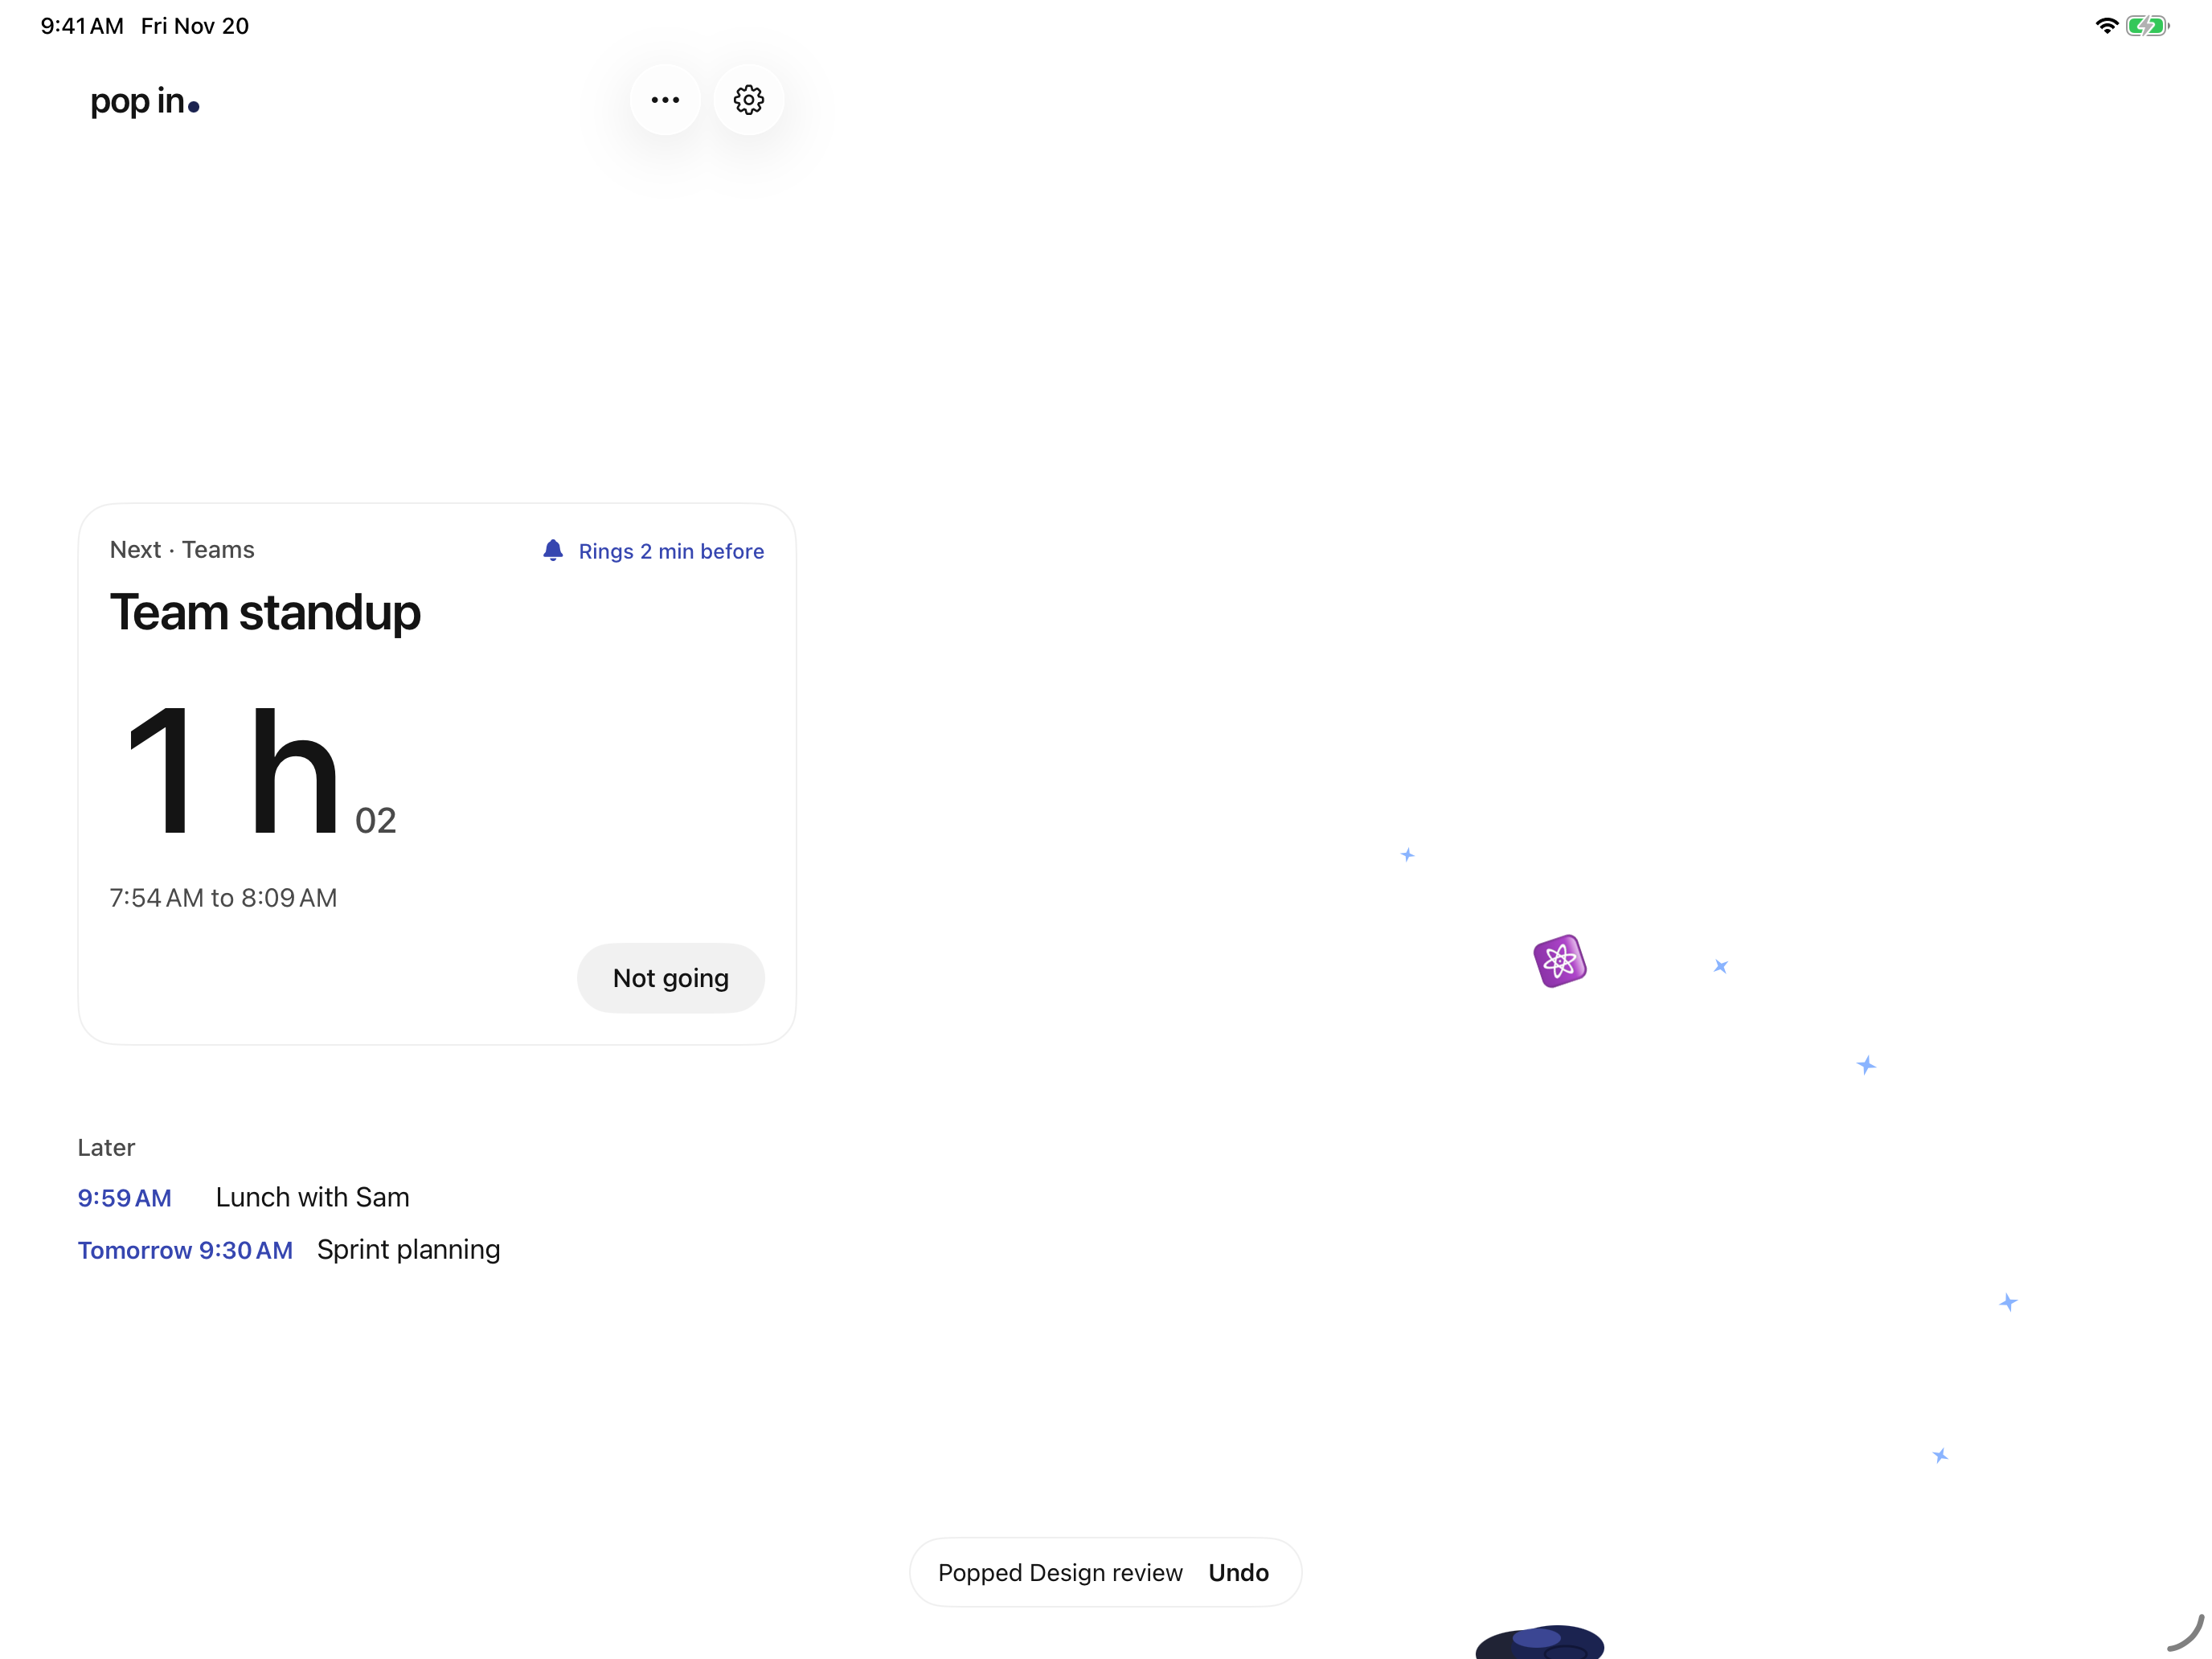 9:41 AM Fri Nov 20
pop in.
Next · Teams
Rings 2 min before
Team standup
1 h 02
7:54 AM to 8:09 AM
Not going
Later
9:59 AM Lunch with Sam
Tomorrow 9:30 AM Sprint planning
Popped Design review Undo